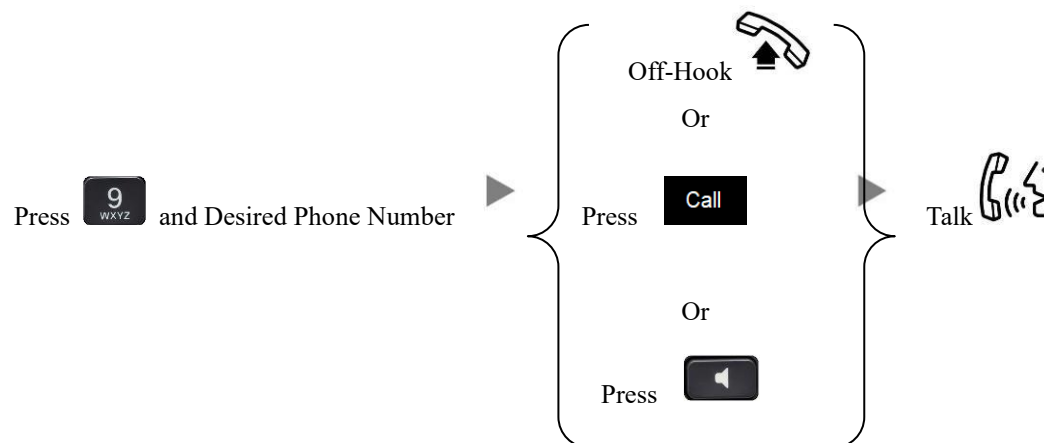 Off-Hook
Or
Press 9 WXYZ and Desired Phone Number
Press Call
Talk
Or
Press